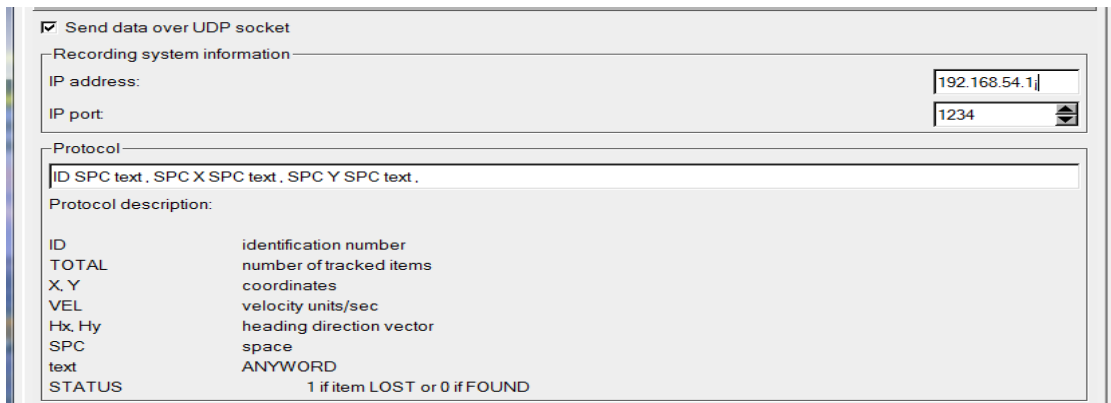 Send data over UDP socket
Recording system information
IP address: 192.168.54.1
IP port: 1234
Protocol
ID SPC text , SPC X SPC text , SPC Y SPC text ,
Protocol description:
ID identification number
TOTAL number of tracked items
X, Y coordinates
VEL velocity units/sec
Hx, Hy heading direction vector
SPC space
text ANYWORD
STATUS 1 if item LOST or 0 if FOUND